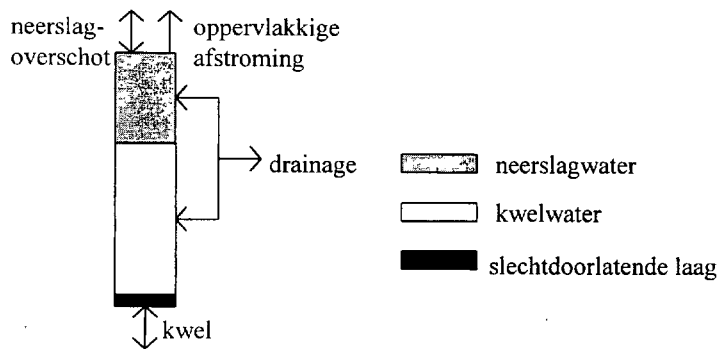 neerslag-
overschot
oppervlakkige
afstroming
drainage
kwel
neerslagwater
kwelwater
slechtdoorlatende laag